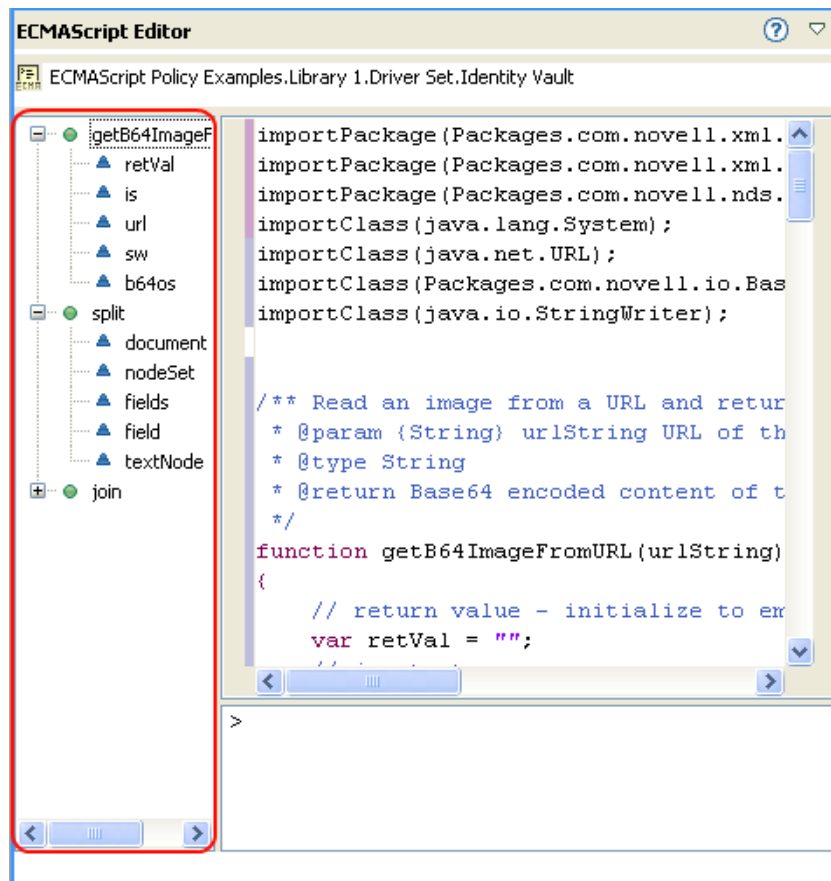 ECMAScript Editor
ECMAScript Policy Examples.Library 1.Driver Set.Identity Vault
getB64ImageF
retVal
is
url
sw
b64os
split
document
nodeSet
fields
field
textNode
join
importPackage(Packages.com.novell.xml.
importPackage(Packages.com.novell.xml.
importPackage(Packages.com.novell.nds.
importClass(java.lang.System);
importClass(java.net.URL);
importClass(Packages.com.novell.io.Bas
importClass(java.io.StringWriter);
/** Read an image from a URL and retur
* @param {String} urlString URL of th
* @type String
* @return Base64 encoded content of t
*/
function getB64ImageFromURL(urlString)
{
// return value - initialize to em
var retVal = "";
>